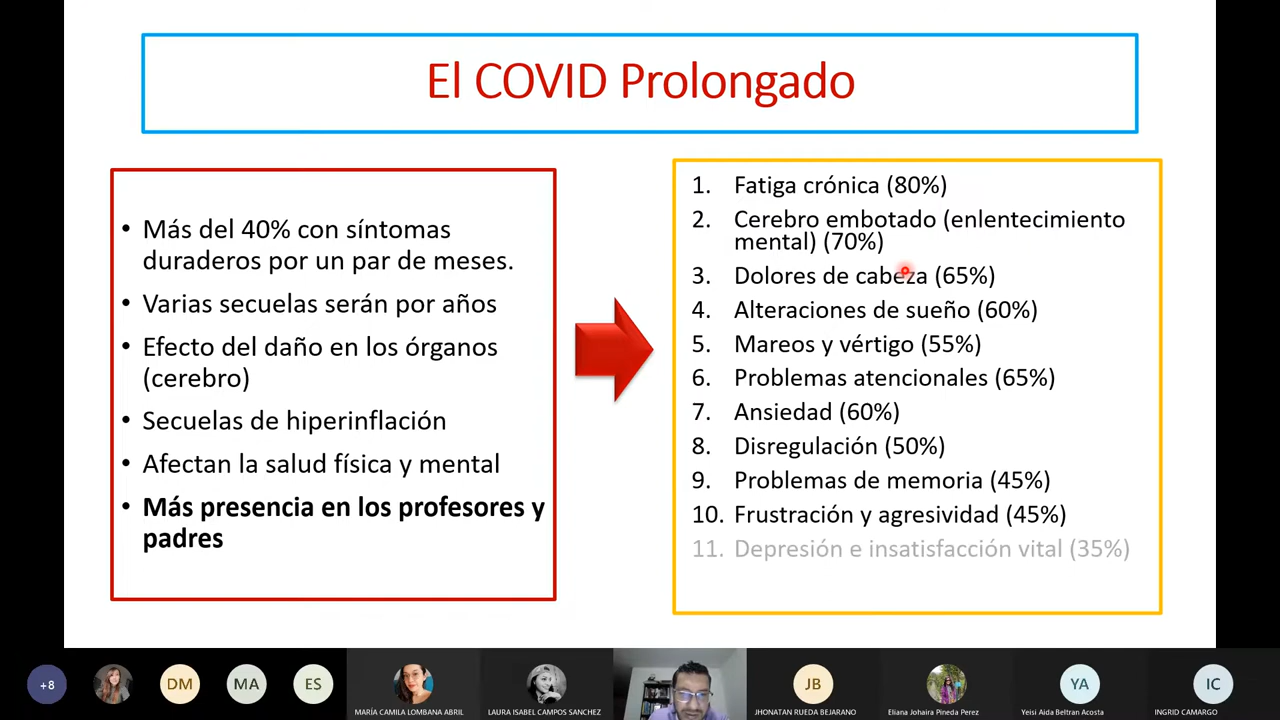 El COVID Prolongado
• Más del 40% con síntomas
duraderos por un par de meses.
• Varias secuelas serán por años
• Efecto del daño en los órganos
(cerebro)
• Secuelas de hiperinflación
• Afectan la salud física y mental
• Más presencia en los profesores y
padres
1. Fatiga crónica (80%)
2. Cerebro embotado (enlentecimiento
mental) (70%)
3. Dolores de cabeza (65%)
4. Alteraciones de sueño (60%)
5. Mareos y vértigo (55%)
6. Problemas atencionales (65%)
7. Ansiedad (60%)
8. Disregulación (50%)
9. Problemas de memoria (45%)
10. Frustración y agresividad (45%)
11. Depresión e insatisfacción vital (35%)
+8
DM
MA
ES
MARÍA CAMILA LOMBANA ABRIL
LAURA ISABEL CAMPOS SANCHEZ
JB
JHONATAN RUEDA BEJARANO
Eliana Johaira Pineda Perez
YA
Yeisi Aida Beltran Acosta
IC
INGRID CAMARGO